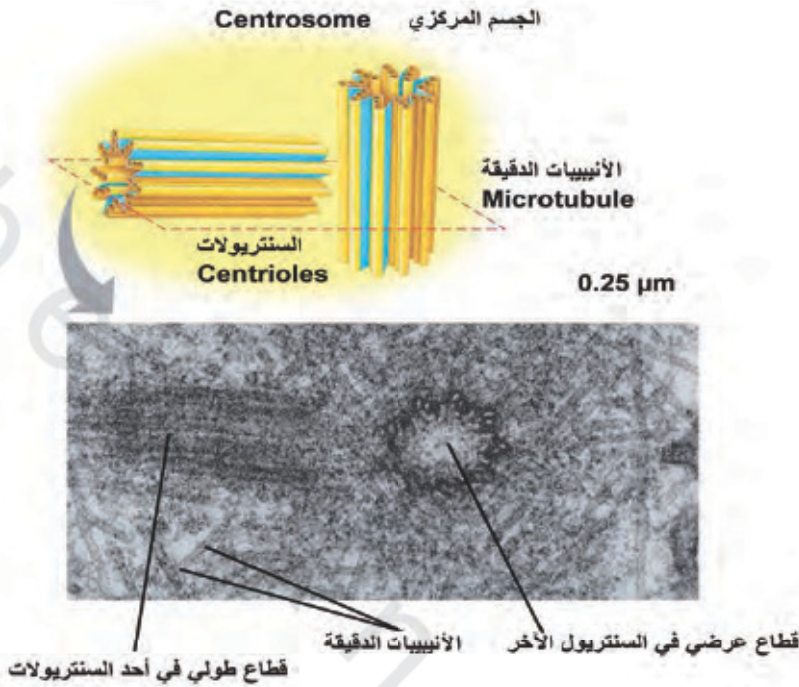 Centrosome الجسم المركزي
الأنيبيبات الدقيقة
Microtubule
السنتريولات
Centrioles
0.25 µm
قطاع عرضي في السنتريول الآخر
الأنيبيبات الدقيقة
قطاع طولي في أحد السنتريولات